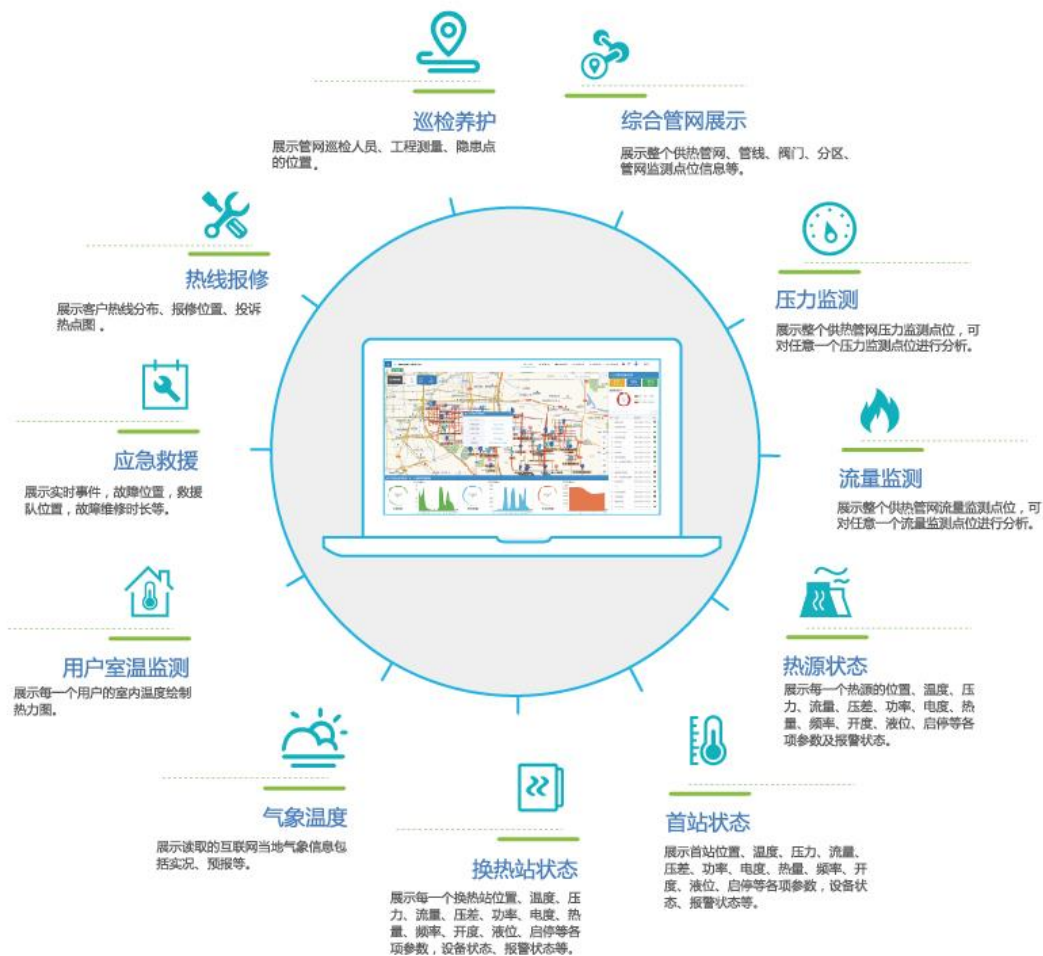 巡检养护
展示管网巡检人员、工程测量、隐患点
的位置。
综合管网展示
展示整个供热管网、管线、阀门、分区、
管网监测点位信息等。
热线报修
展示客户热线分布、报修位置、投诉
热点图。
压力监测
展示整个供热管网压力监测点位，可
对任意一个压力监测点位进行分析。
应急救援
展示实时事件，故障位置，救援
队位置，故障维修时长等。
流量监测
展示整个供热管网流量监测点位，可
对任意一个流量监测点位进行分析。
用户室温监测
展示每一个用户的室内温度绘制
热力图。
热源状态
展示每一个热源的位置、温度、压
力、流量、压差、功率、电度、热
量、频率、开度、液位、启停等各
项参数及报警状态。
气象温度
展示读取的互联网当地气象信息包
括实况、预报等。
首站状态
展示首站位置、温度、压力、流量、
压差、功率、电度、热量、频率、开
度、液位、启停等各项参数，设备状
态、报警状态等。
换热站状态
展示每一个换热站位置、温度、压
力、流量、压差、功率、电度、热
量、频率、开度、液位、启停等各
项参数，设备状态、报警状态等。